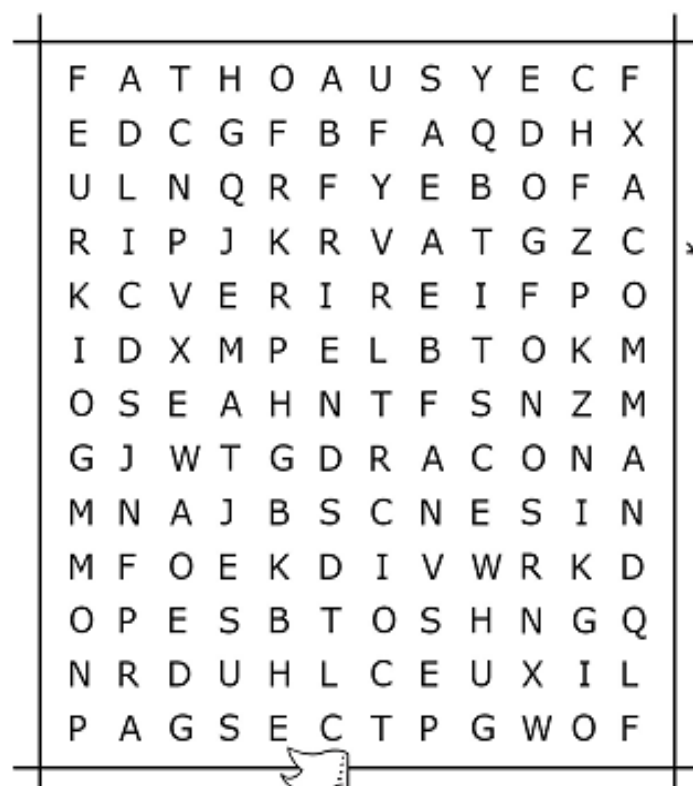 F A T H O A U S Y E C F
E D C G F B F A Q D H X
U L N Q R F Y E B O F A
R I P J K R V A T G Z C
K C V E R I R E I F P O
I D X M P E L B T O K M
O S E A H N T F S N Z M
G J W T G D R A C O N A
M N A J B S C N E S I N
M F O E K D I V W R K D
O P E S B T O S H N G Q
N R D U H L C E U X I L
P A G S E C T P G W O F